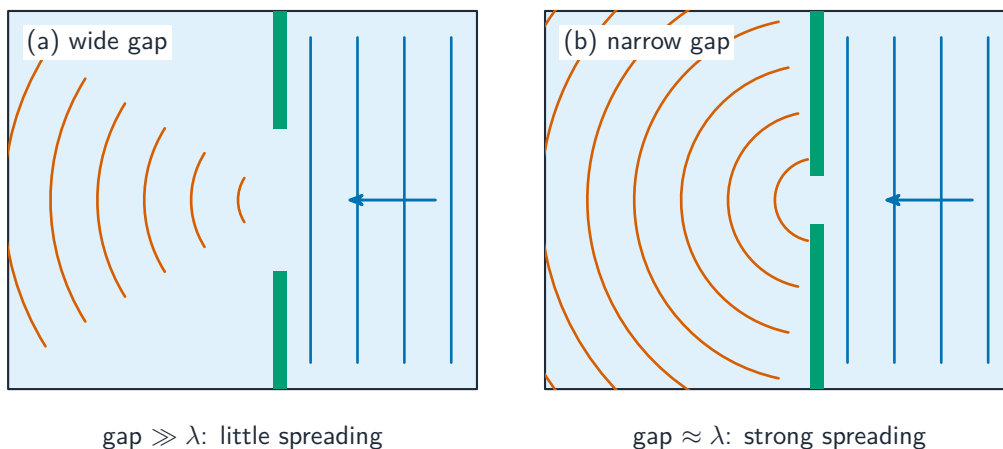 (a) wide gap
(b) narrow gap
gap ≫ λ: little spreading
gap ≈ λ: strong spreading